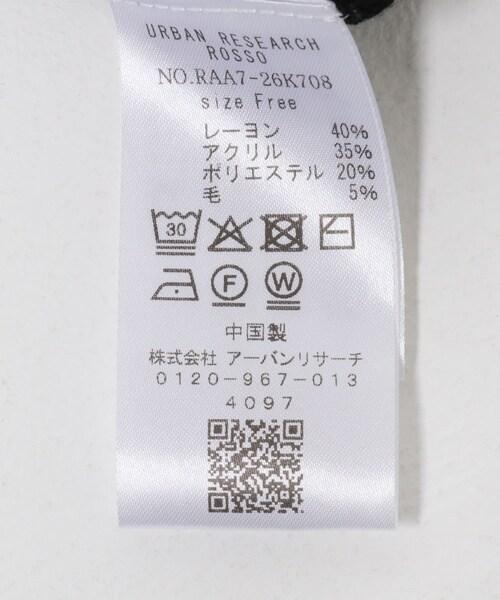 URBAN RESEARCH
ROSSO
NO.RAA7-26K708
size Free
レーヨン 40%
アクリル 35%
ポリエステル 20%
毛 5%
30
F W
中国製
株式会社 アーバンリサーチ
0120-967-013
4097